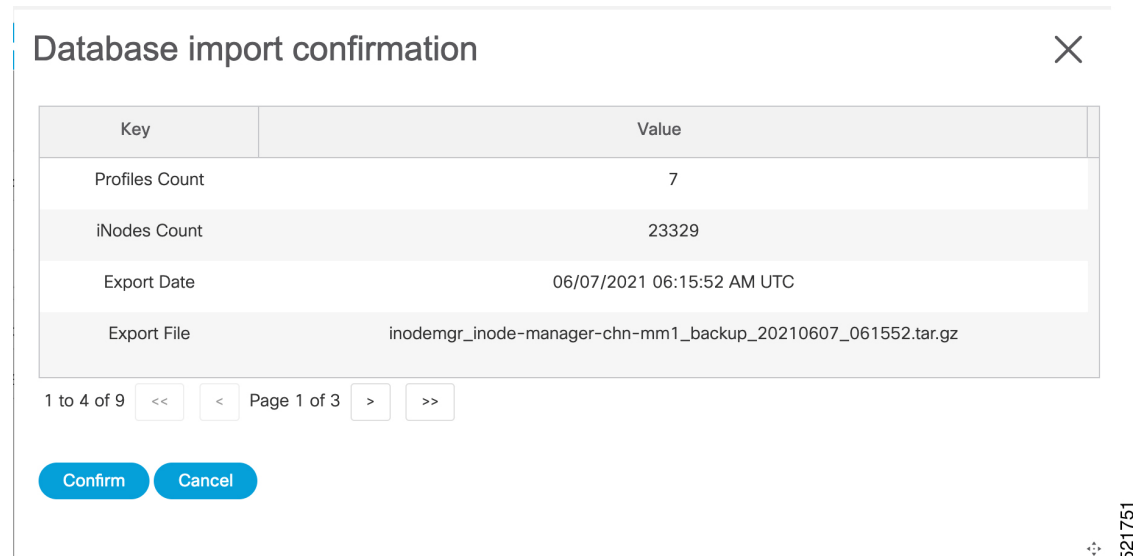 Database import confirmation
Key Value
Profiles Count 7
iNodes Count 23329
Export Date 06/07/2021 06:15:52 AM UTC
Export File inodemgr_inode-manager-chn-mm1_backup_20210607_061552.tar.gz
1 to 4 of 9 << < Page 1 of 3 > >>
Confirm Cancel
521751